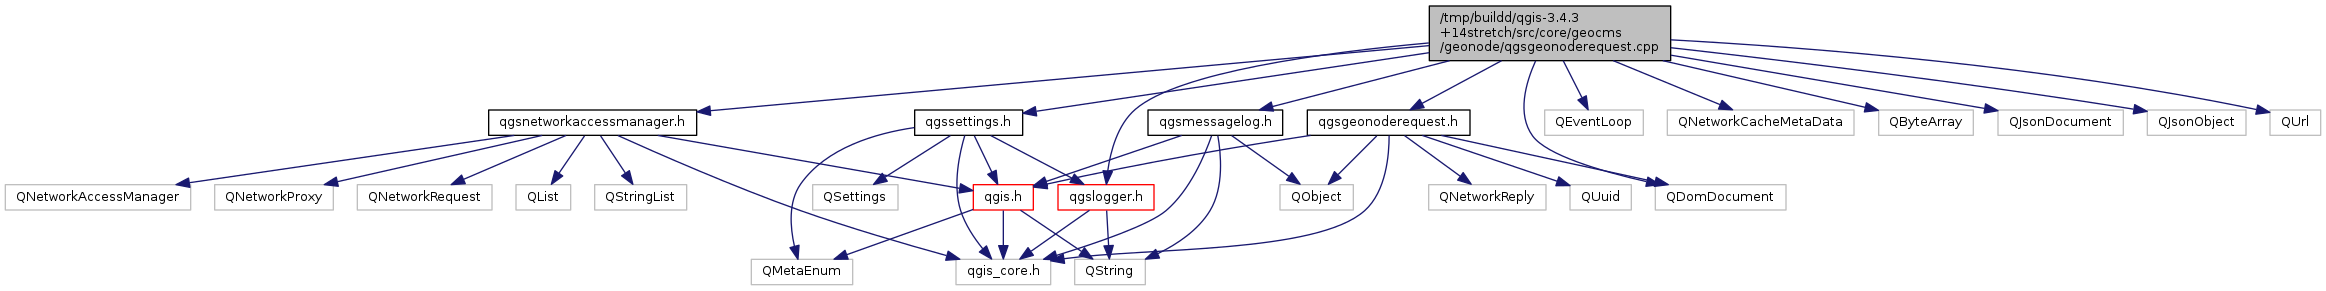 /tmp/buildd/qgis-3.4.3
+14stretch/src/core/geocms
/geonode/qgsgeonoderequest.cpp
qgsnetworkaccessmanager.h
qgssettings.h
qgsmessagelog.h
qgsgeonoderequest.h
QEventLoop
QNetworkCacheMetaData
QByteArray
QJsonDocument
QJsonObject
QUrl
QNetworkAccessManager
QNetworkProxy
QNetworkRequest
QList
QStringList
QSettings
qgis.h
qgslogger.h
QObject
QNetworkReply
QUuid
QDomDocument
QMetaEnum
qgis_core.h
QString